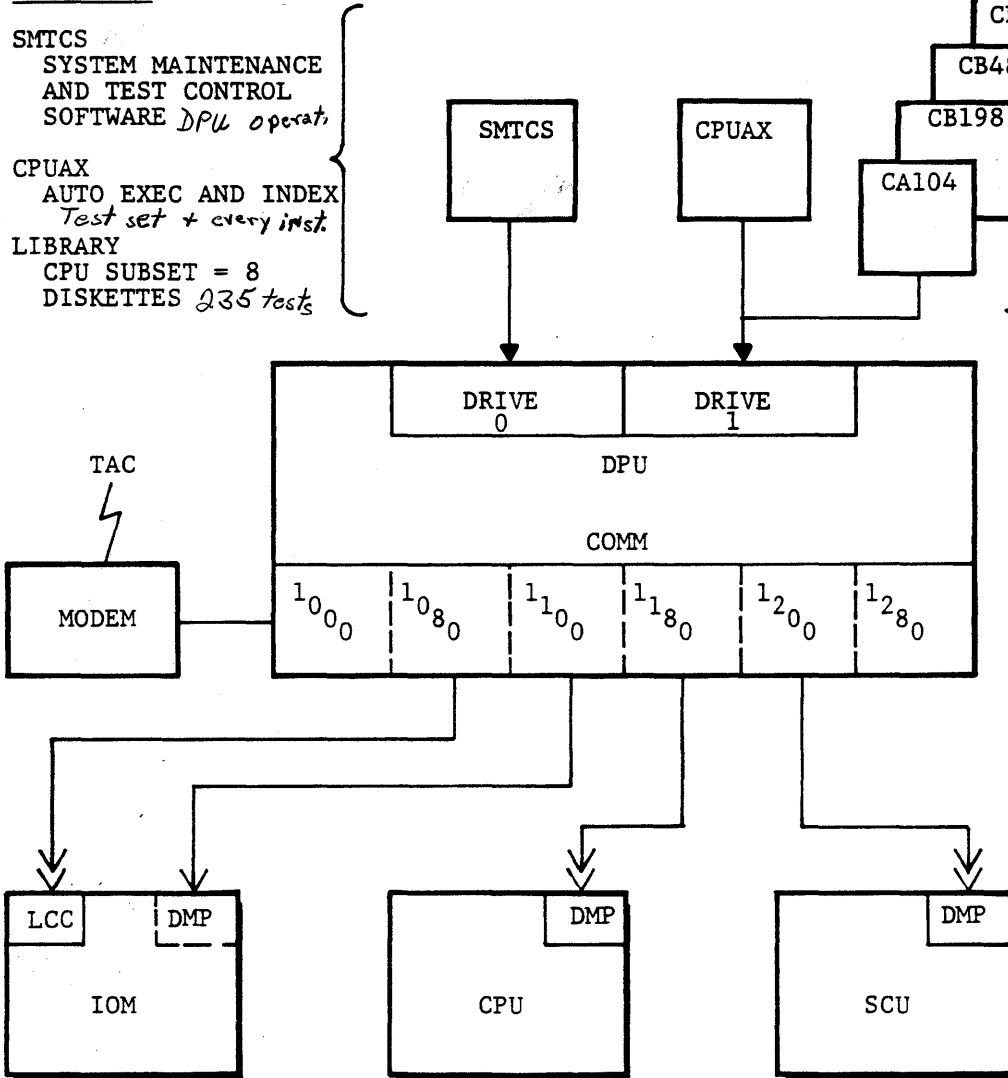 SMTCS
SYSTEM MAINTENANCE
AND TEST CONTROL
SOFTWARE DPU operat
CPUAX
AUTO EXEC AND INDEX
Test set + every inst.
LIBRARY
CPU SUBSET = 8
DISKETTES 235 tests
SMTCS
CPUAX
CB48
CB198
CA104
DRIVE
0
DRIVE
1
DPU
TAC
COMM
MODEM
1000
1080
1100
1180
1200
1280
LCC
DMP
IOM
DMP
CPU
DMP
SCU